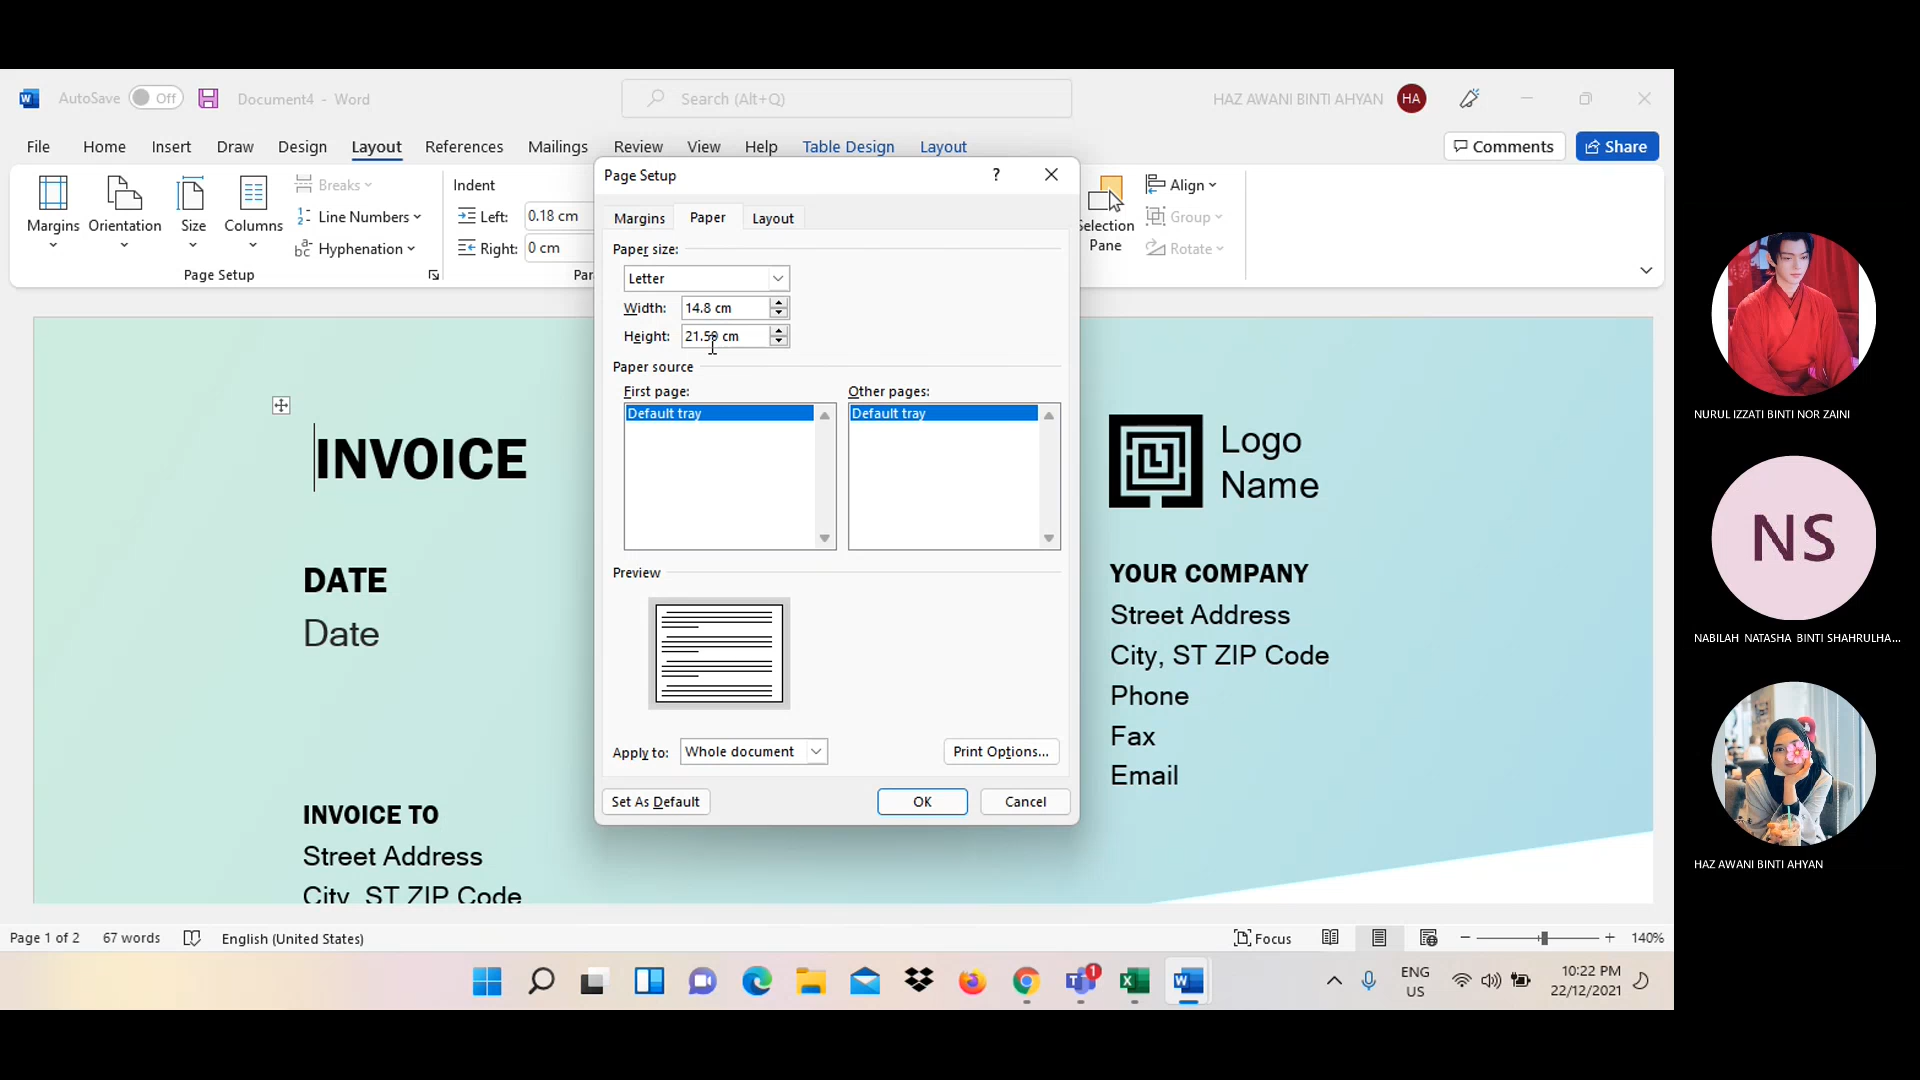 AutoSave Off Document4 - Word Search (Alt+Q) HAZ AWANI BINTI AHYAN HA
File Home Insert Draw Design Layout References Mailings Review View Help Table Design Layout Comments Share
Margins Orientation Size Columns
Breaks
Line Numbers
Hyphenation
Page Setup
Indent
Left: 0.18 cm
Right: 0 cm
Par
Selection
Pane
Align
Group
Rotate
Page Setup ?
Margins Paper Layout
Paper size:
Letter
Width: 14.8 cm
Height: 21.59 cm
Paper source
First page: Other pages:
Default tray Default tray
Preview
Apply to: Whole document Print Options...
Set As Default OK Cancel
INVOICE
DATE
Date
INVOICE TO
Street Address
City, ST ZIP Code
Logo
Name
YOUR COMPANY
Street Address
City, ST ZIP Code
Phone
Fax
Email
Page 1 of 2 67 words English (United States) Focus 140%
1
ENG
US
10:22 PM
22/12/2021
NURUL IZZATI BINTI NOR ZAINI
NS
NABILAH NATASHA BINTI SHAHRULHA...
HAZ AWANI BINTI AHYAN